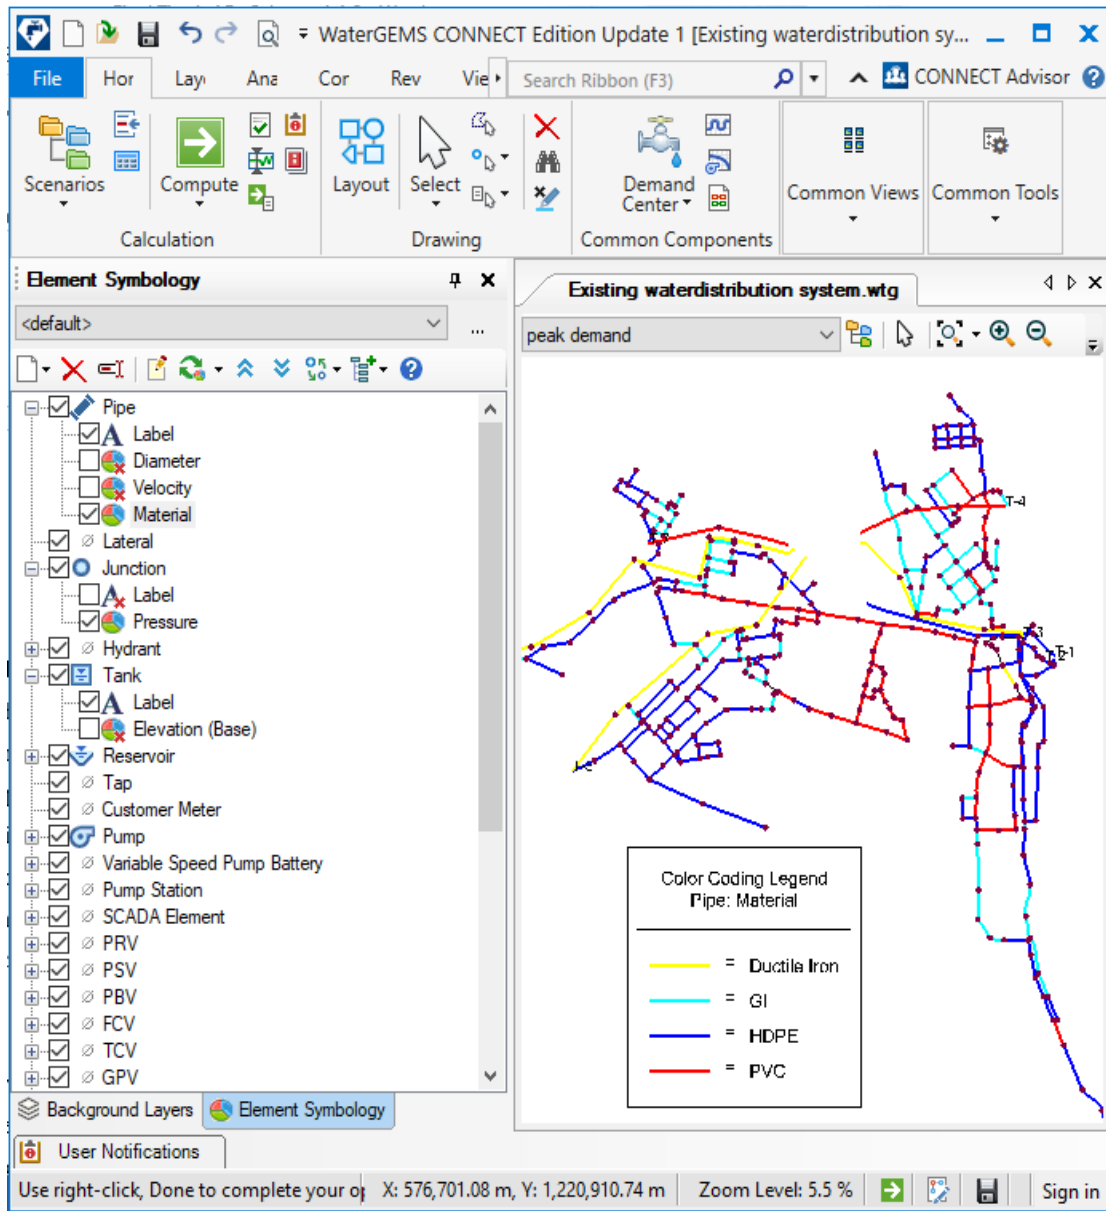 WaterGEMS CONNECT Edition Update 1 [Existing waterdistribution sy...
File Hor Lay Ana Cor Rev Vie Search Ribbon (F3) CONNECT Advisor
Scenarios Compute Layout Select Demand Center Common Views Common Tools
Calculation Drawing Common Components
Element Symbology
<default> ...
Pipe
Label
Diameter
Velocity
Material
Lateral
Junction
Label
Pressure
Hydrant
Tank
Label
Elevation (Base)
Reservoir
Tap
Customer Meter
Pump
Variable Speed Pump Battery
Pump Station
SCADA Element
PRV
PSV
PBV
FCV
TCV
GPV
Background Layers Element Symbology
Existing waterdistribution system.wtg
peak demand
T-4
T-1
Color Coding Legend
Pipe: Material
= Ductile Iron
= GI
= HDPE
= PVC
User Notifications
Use right-click, Done to complete your o X: 576,701.08 m, Y: 1,220,910.74 m Zoom Level: 5.5 % Sign in